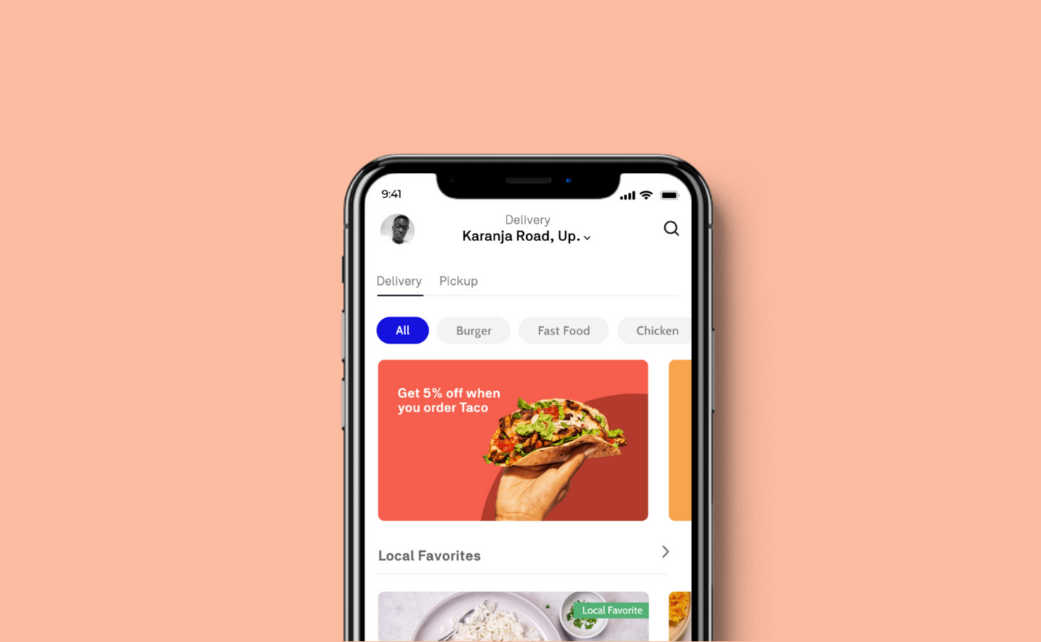 9:41
Delivery
Karanja Road, Up.
Delivery Pickup
All Burger Fast Food Chicken
Get 5% off when
you order Taco
Local Favorites
Local Favorite